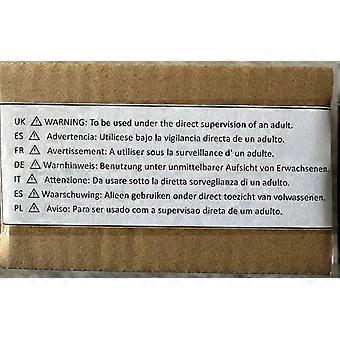 UK ⚠ WARNING: To be used under the direct supervision of an adult.
ES ⚠ Advertencia: Utilicese bajo la vigilancia directa de un adulto.
FR ⚠ Avertissement: A utiliser sous la surveillance d' un adulte.
DE ⚠ Warnhinweis: Benutzung unter unmittelbarer Aufsicht von Erwachsenen.
IT ⚠ Attenzione: Da usare sotto la diretta sorveglianza di un adulto.
ES ⚠ Waarschuwing: Alleen gebruiken onder direct toezicht van volwassenen.
PL ⚠ Aviso: Para ser usado com a supervisao direta de um adulto.